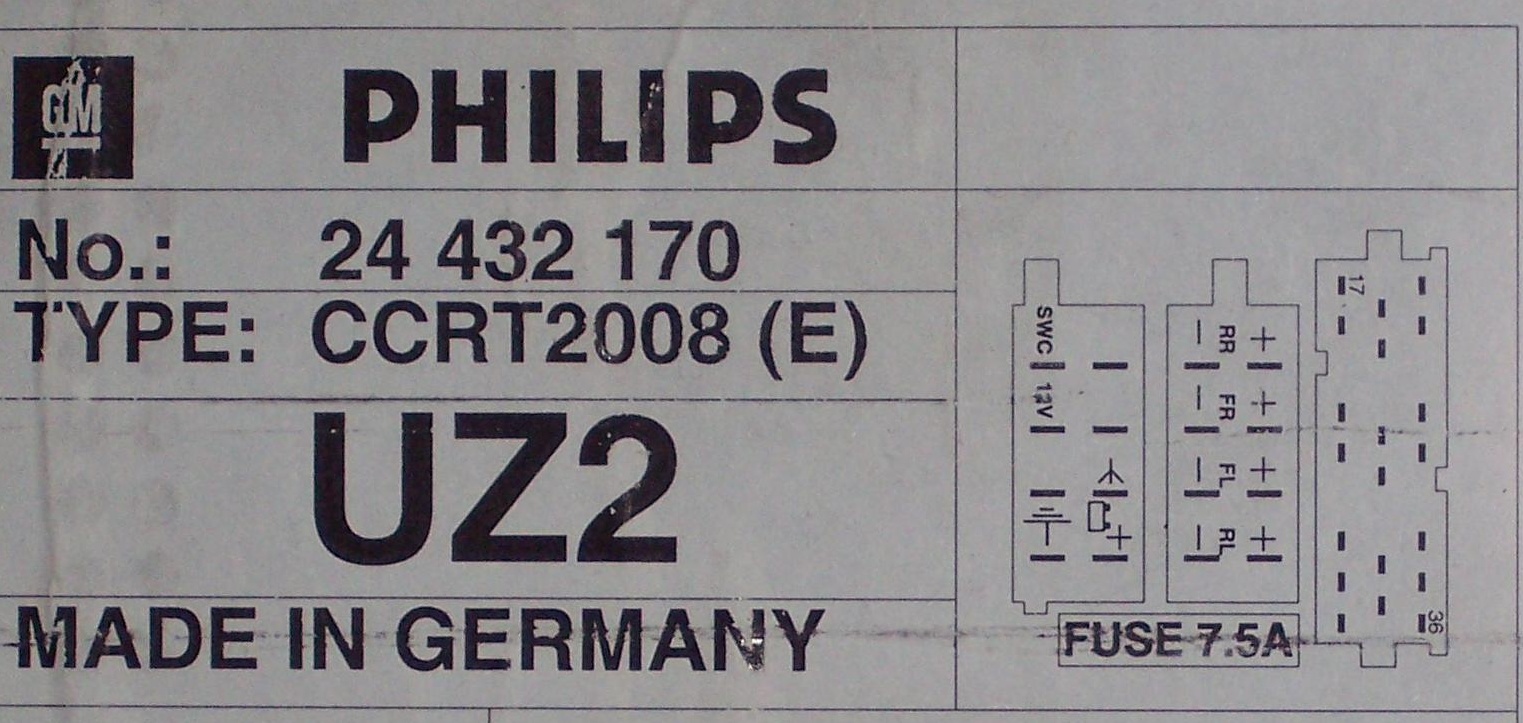 GM
PHILIPS
No.: 24 432 170
TYPE: CCRT2008 (E)
UZ2
MADE IN GERMANY
SWC 12V
+
RR FR FL RL
+ + + +
- - - -
17
36
FUSE 7.5A